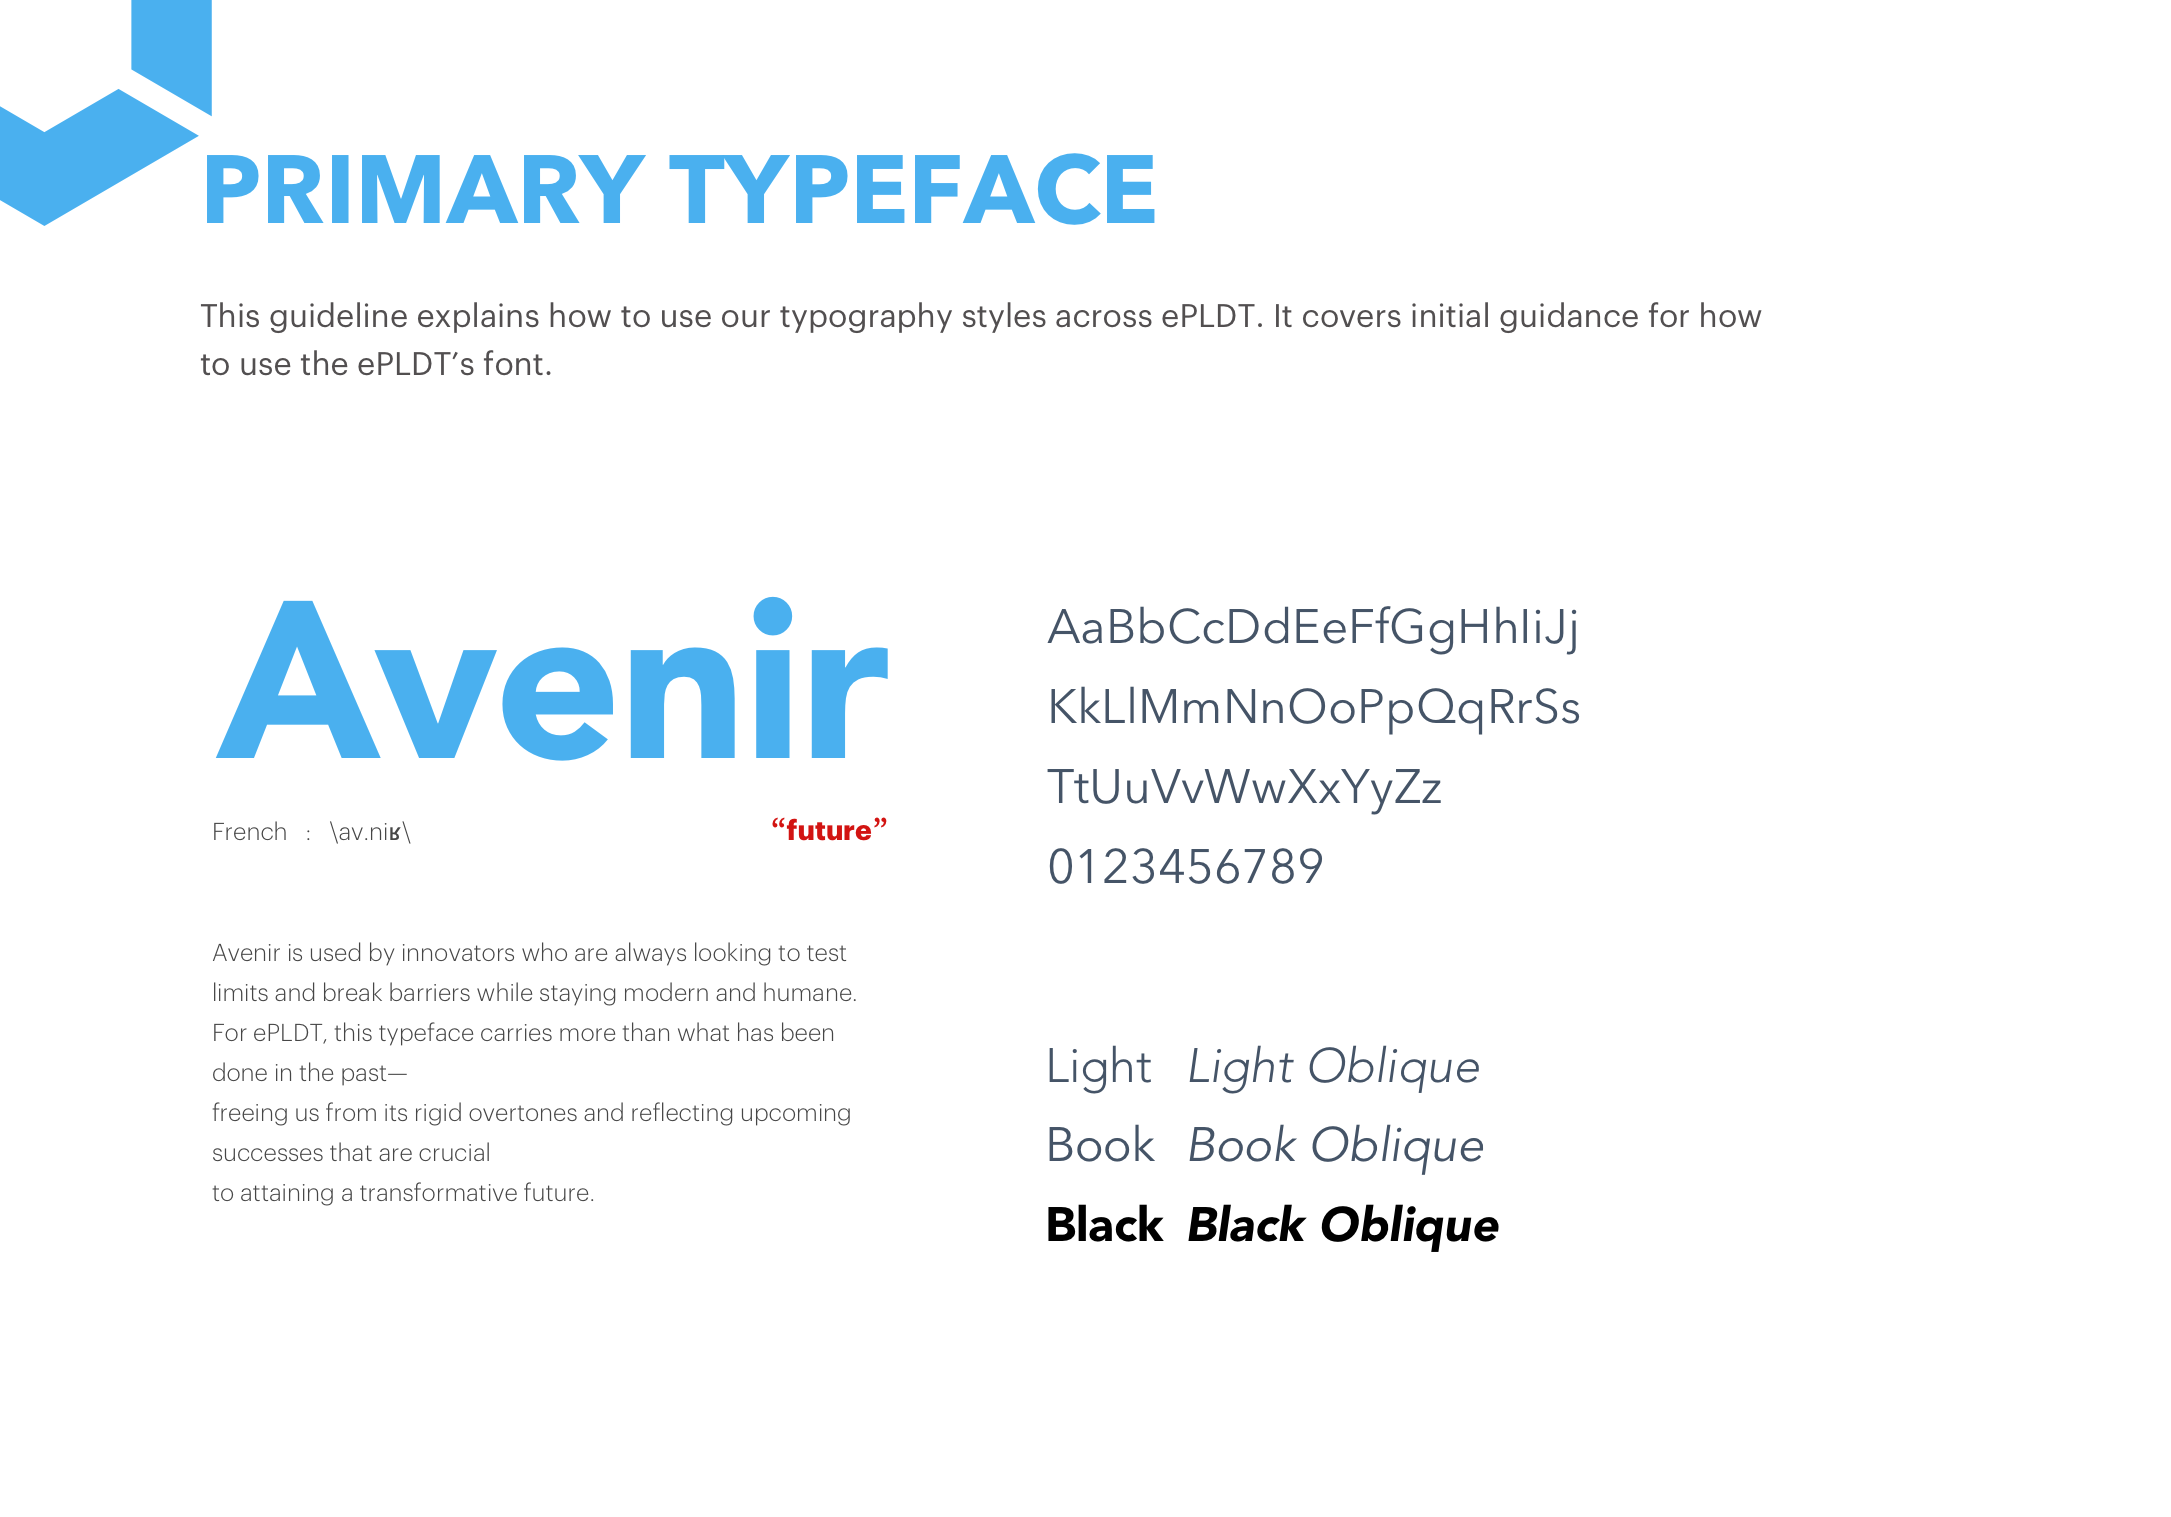 PRIMARY TYPEFACE
This guideline explains how to use our typography styles across ePLDT. It covers initial guidance for how
to use the ePLDT’s font.
Avenir
French : \av.niʁ\ “future”
Avenir is used by innovators who are always looking to test
limits and break barriers while staying modern and humane.
For ePLDT, this typeface carries more than what has been
done in the past—
freeing us from its rigid overtones and reflecting upcoming
successes that are crucial
to attaining a transformative future.
AaBbCcDdEeFfGgHhIiJj
KkLlMmNnOoPpQqRrSs
TtUuVvWwXxYyZz
0123456789
Light Light Oblique
Book Book Oblique
Black Black Oblique